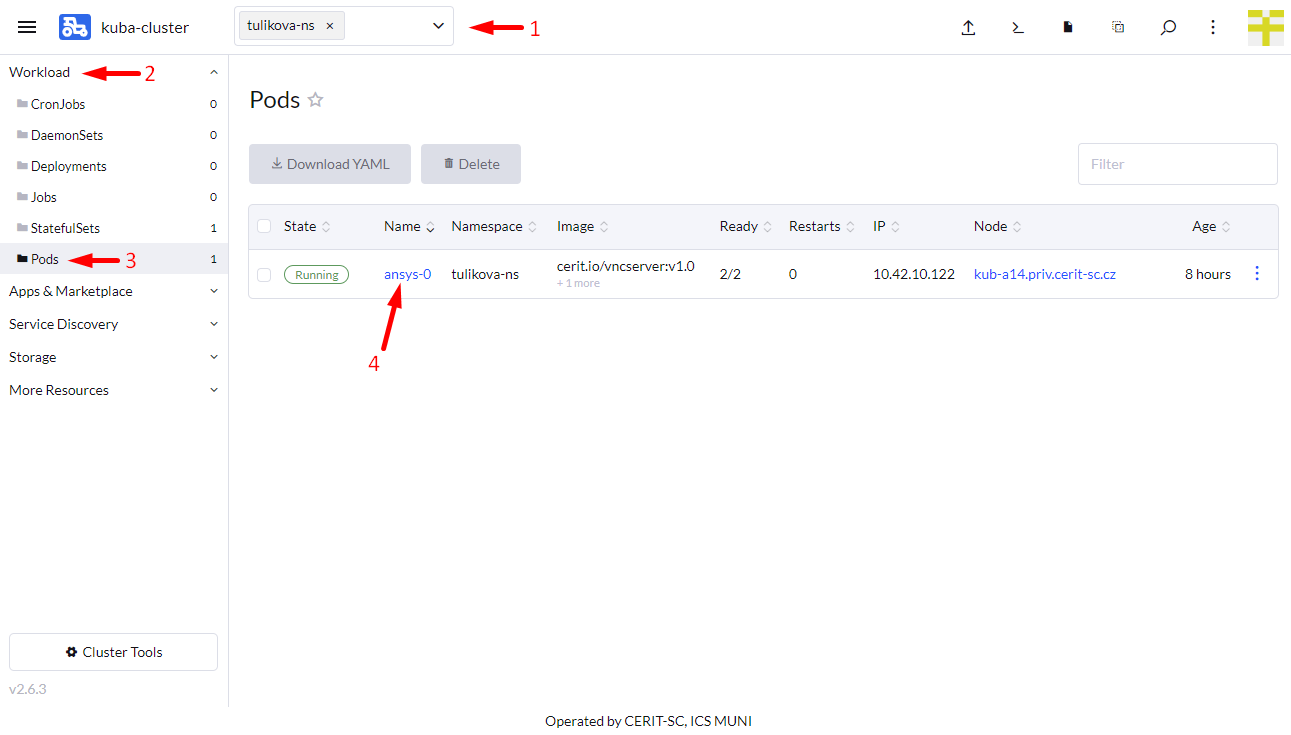 kuba-cluster
tulikova-ns ×
1
Workload
2
CronJobs 0
DaemonSets 0
Deployments 0
Jobs 0
StatefulSets 1
Pods 1
3
Apps & Marketplace
Service Discovery
Storage
More Resources
Cluster Tools
v2.6.3
Pods
Download YAML
Delete
Filter
State Name Namespace Image Ready Restarts IP Node Age
Running ansys-0 tulikova-ns cerit.io/vncserver:v1.0 2/2 0 10.42.10.122 kub-a14.priv.cerit-sc.cz 8 hours
+ 1 more
4
Operated by CERIT-SC, ICS MUNI